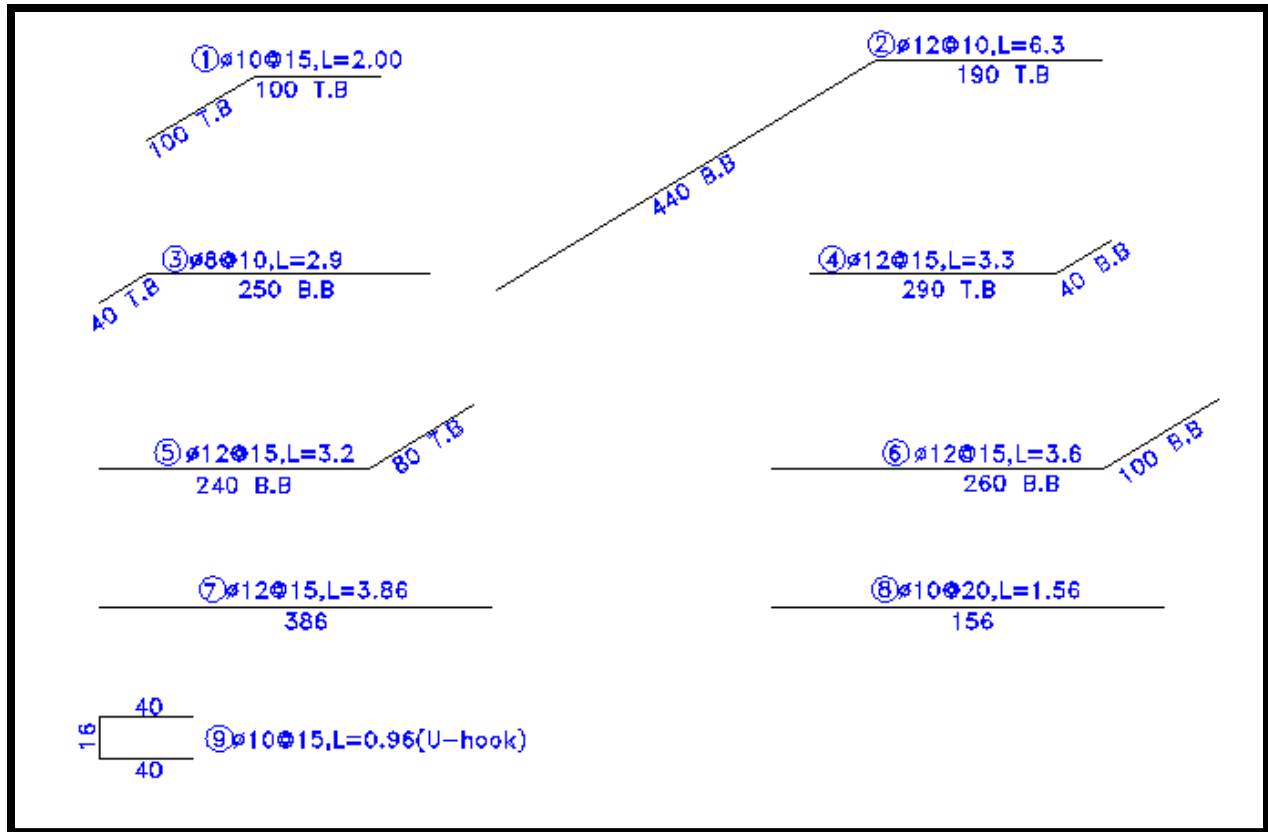 ①ø10@15,L=2.00
100 T.B
100 T.B
②ø12@10,L=6.3
190 T.B
440 B.B
③ø8@10,L=2.9
250 B.B
40 T.B
④ø12@15,L=3.3
290 T.B
40 B.B
⑤ø12@15,L=3.2
240 B.B
80 T.B
⑥ø12@15,L=3.6
260 B.B
100 B.B
⑦ø12@15,L=3.86
386
⑧ø10@20,L=1.56
156
40
16
⑨ø10@15,L=0.96(U-hook)
40